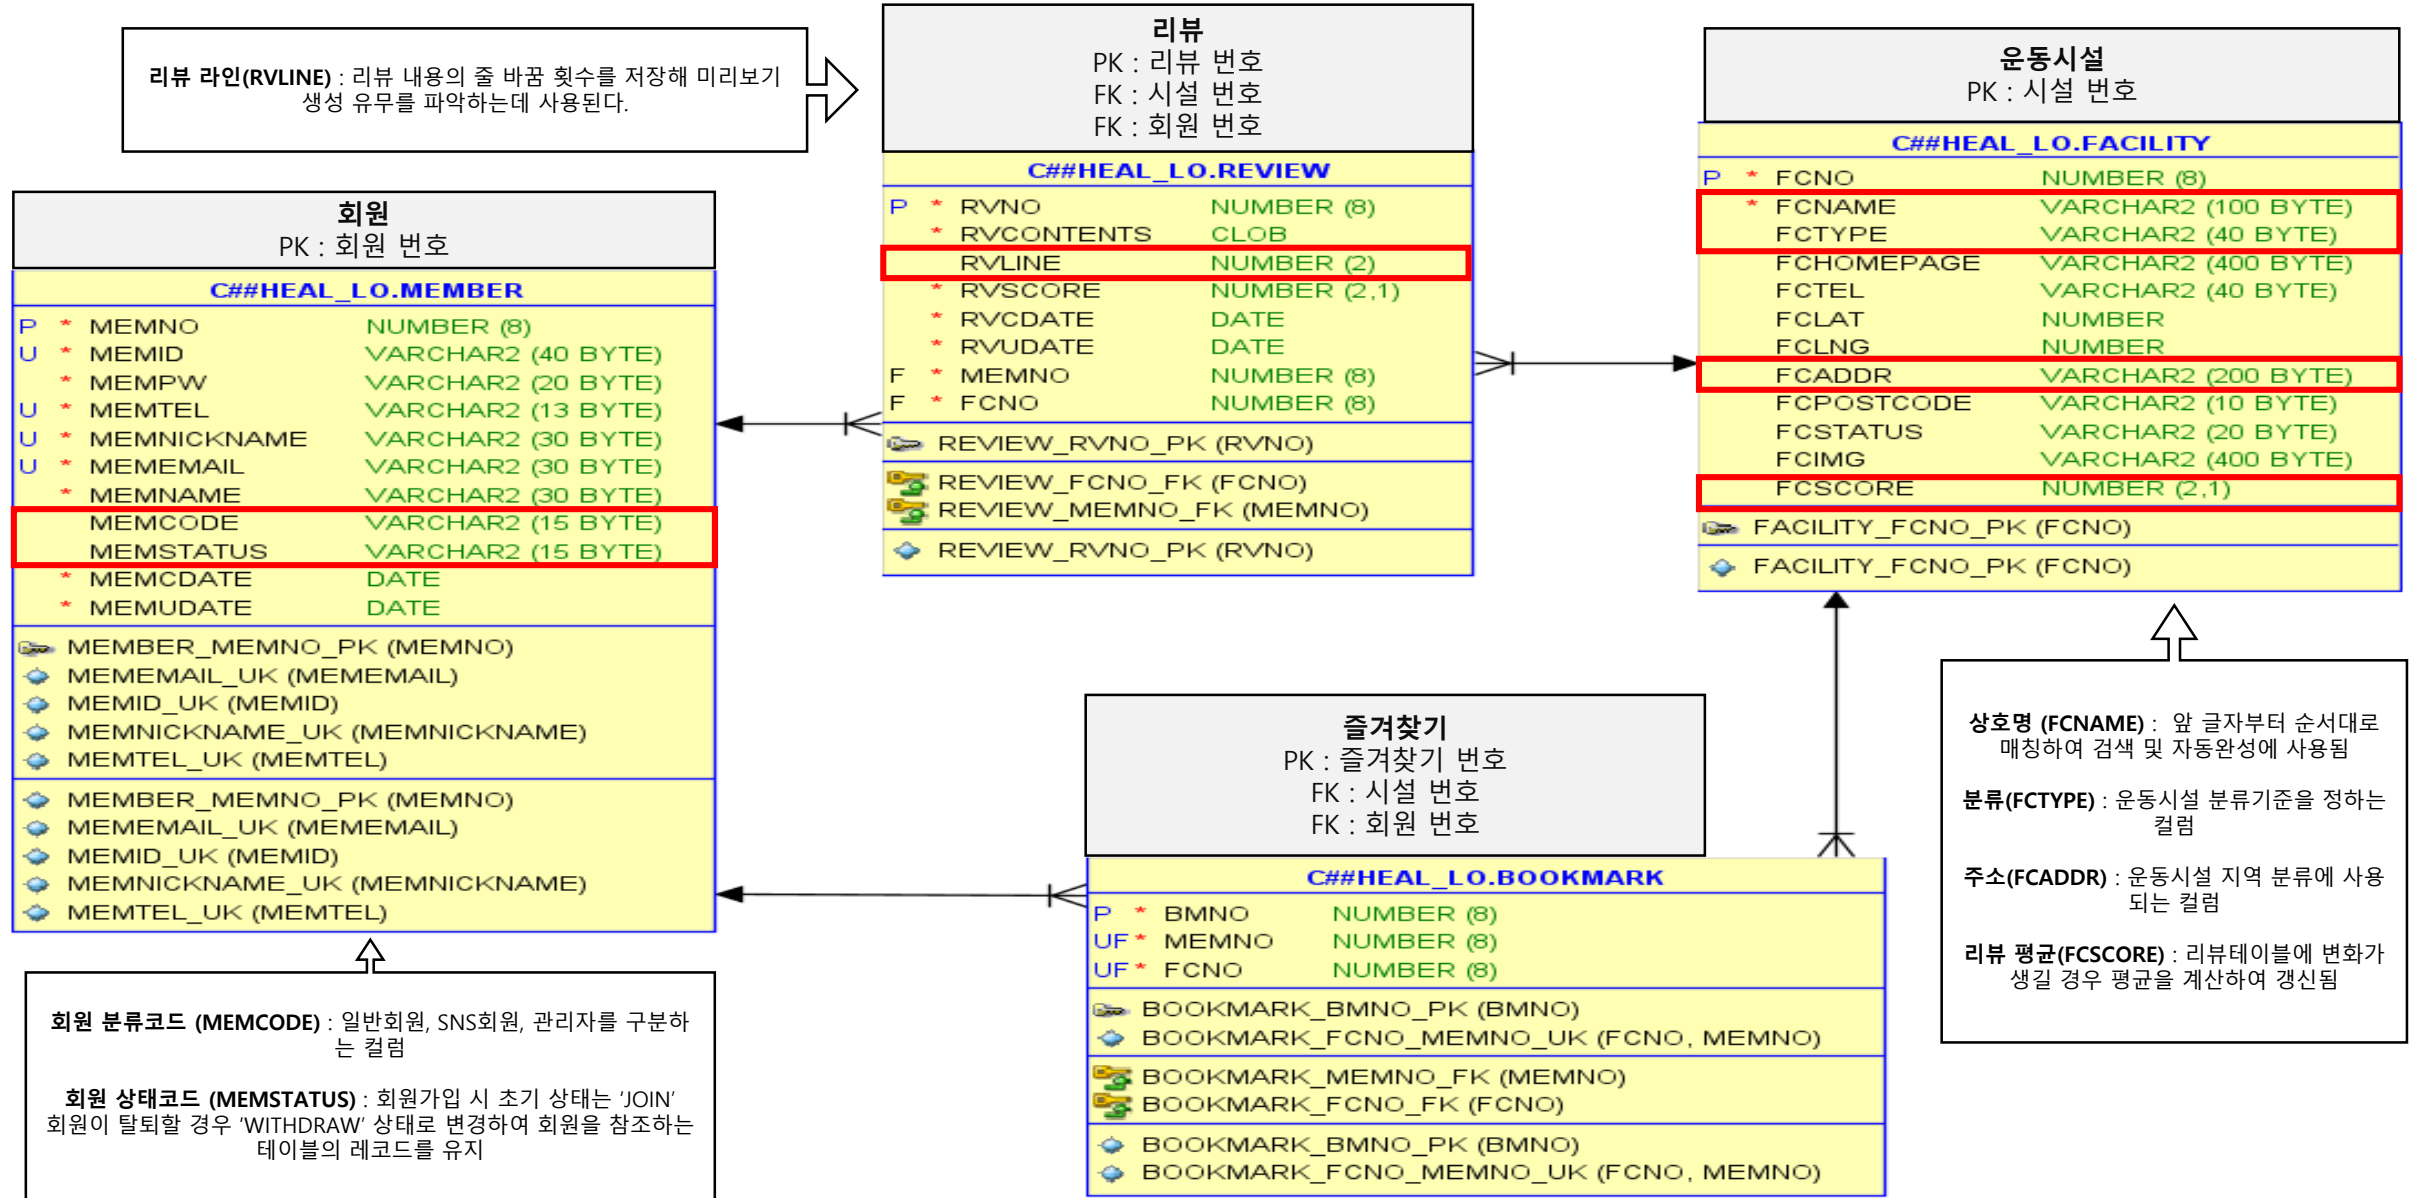 리뷰 라인(RVLINE) : 리뷰 내용의 줄 바꿈 횟수를 저장해 미리보기
생성 유무를 파악하는데 사용된다.
리뷰
PK : 리뷰 번호
FK : 시설 번호
FK : 회원 번호
C##HEAL_LO.REVIEW
P * RVNO NUMBER (8)
* RVCONTENTS CLOB
RVLINE NUMBER (2)
* RVSCORE NUMBER (2,1)
* RVCDATE DATE
* RVUDATE DATE
F * MEMNO NUMBER (8)
F * FCNO NUMBER (8)
REVIEW_RVNO_PK (RVNO)
REVIEW_FCNO_FK (FCNO)
REVIEW_MEMNO_FK (MEMNO)
REVIEW_RVNO_PK (RVNO)
운동시설
PK : 시설 번호
C##HEAL_LO.FACILITY
P * FCNO NUMBER (8)
* FCNAME VARCHAR2 (100 BYTE)
FCTYPE VARCHAR2 (40 BYTE)
FCHOMEPAGE VARCHAR2 (400 BYTE)
FCTEL VARCHAR2 (40 BYTE)
FCLAT NUMBER
FCLNG NUMBER
FCADDR VARCHAR2 (200 BYTE)
FCPOSTCODE VARCHAR2 (10 BYTE)
FCSTATUS VARCHAR2 (20 BYTE)
FCIMG VARCHAR2 (400 BYTE)
FCSCORE NUMBER (2,1)
FACILITY_FCNO_PK (FCNO)
FACILITY_FCNO_PK (FCNO)
회원
PK : 회원 번호
C##HEAL_LO.MEMBER
P * MEMNO NUMBER (8)
U * MEMID VARCHAR2 (40 BYTE)
* MEMPW VARCHAR2 (20 BYTE)
U * MEMTEL VARCHAR2 (13 BYTE)
U * MEMNICKNAME VARCHAR2 (30 BYTE)
U * MEMEMAIL VARCHAR2 (30 BYTE)
* MEMNAME VARCHAR2 (30 BYTE)
MEMCODE VARCHAR2 (15 BYTE)
MEMSTATUS VARCHAR2 (15 BYTE)
* MEMCDATE DATE
* MEMUDATE DATE
MEMBER_MEMNO_PK (MEMNO)
MEMEMAIL_UK (MEMEMAIL)
MEMID_UK (MEMID)
MEMNICKNAME_UK (MEMNICKNAME)
MEMTEL_UK (MEMTEL)
MEMBER_MEMNO_PK (MEMNO)
MEMEMAIL_UK (MEMEMAIL)
MEMID_UK (MEMID)
MEMNICKNAME_UK (MEMNICKNAME)
MEMTEL_UK (MEMTEL)
회원 분류코드 (MEMCODE) : 일반회원, SNS회원, 관리자를 구분하
는 컬럼
회원 상태코드 (MEMSTATUS) : 회원가입 시 초기 상태는 ‘JOIN’
회원이 탈퇴할 경우 ‘WITHDRAW’ 상태로 변경하여 회원을 참조하는
테이블의 레코드를 유지
즐겨찾기
PK : 즐겨찾기 번호
FK : 시설 번호
FK : 회원 번호
C##HEAL_LO.BOOKMARK
P * BMNO NUMBER (8)
UF * MEMNO NUMBER (8)
UF * FCNO NUMBER (8)
BOOKMARK_BMNO_PK (BMNO)
BOOKMARK_FCNO_MEMNO_UK (FCNO, MEMNO)
BOOKMARK_MEMNO_FK (MEMNO)
BOOKMARK_FCNO_FK (FCNO)
BOOKMARK_BMNO_PK (BMNO)
BOOKMARK_FCNO_MEMNO_UK (FCNO, MEMNO)
상호명 (FCNAME) : 앞 글자부터 순서대로
매칭하여 검색 및 자동완성에 사용됨
분류(FCTYPE) : 운동시설 분류기준을 정하는
컬럼
주소(FCADDR) : 운동시설 지역 분류에 사용
되는 컬럼
리뷰 평균(FCSCORE) : 리뷰테이블에 변화가
생길 경우 평균을 계산하여 갱신됨